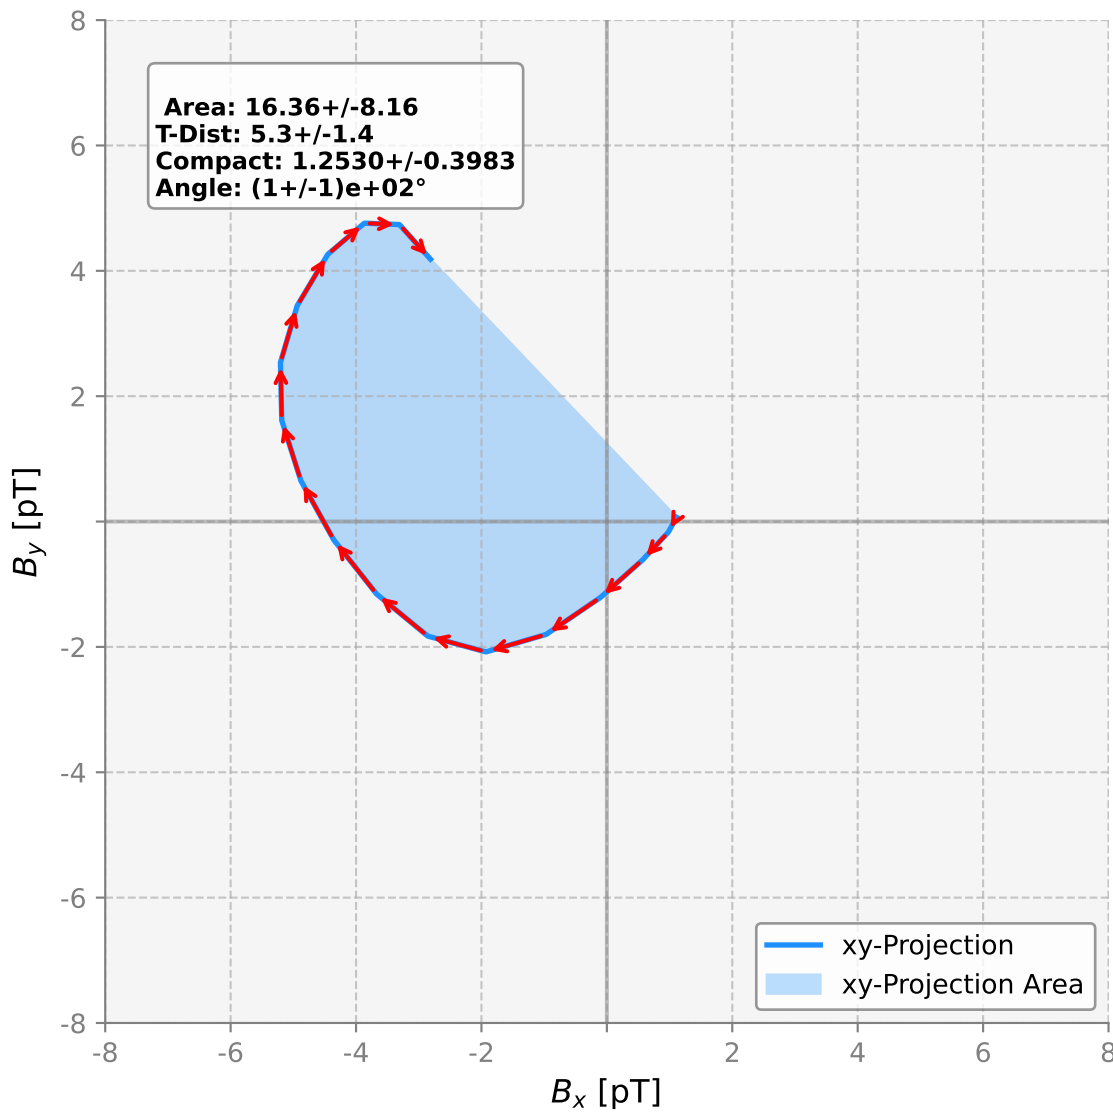 8
6
4
2
-2
-4
-6
-8
-8
-6
-4
-2
2
4
6
8
B_y [pT]
B_x [pT]
Area: 16.36+/-8.16
T-Dist: 5.3+/-1.4
Compact: 1.2530+/-0.3983
Angle: (1+/-1)e+02°
xy-Projection
xy-Projection Area